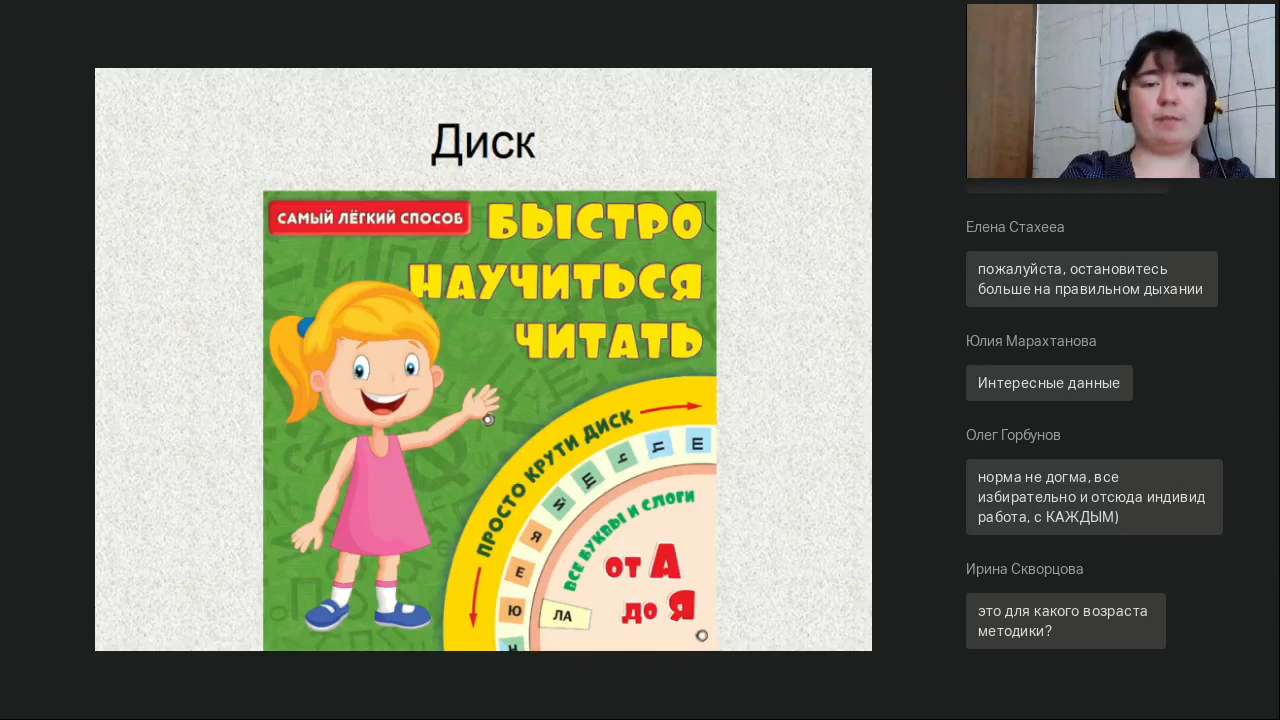 Диск
САМЫЙ ЛЁГКИЙ СПОСОБ
БЫСТРО
НАУЧИТЬСЯ
ЧИТАТЬ
ПРОСТО КРУТИ ДИСК
ВСЕ БУКВЫ И СЛОГИ
от А
до Я
ЛА
Я
Е
Ю
Н
Елена Стахееа
пожалуйста, остановитесь
больше на правильном дыхании
Юлия Марахтанова
Интересные данные
Олег Горбунов
норма не догма, все
избирательно и отсюда индивид
работа, с КАЖДЫМ)
Ирина Скворцова
это для какого возраста
методики?